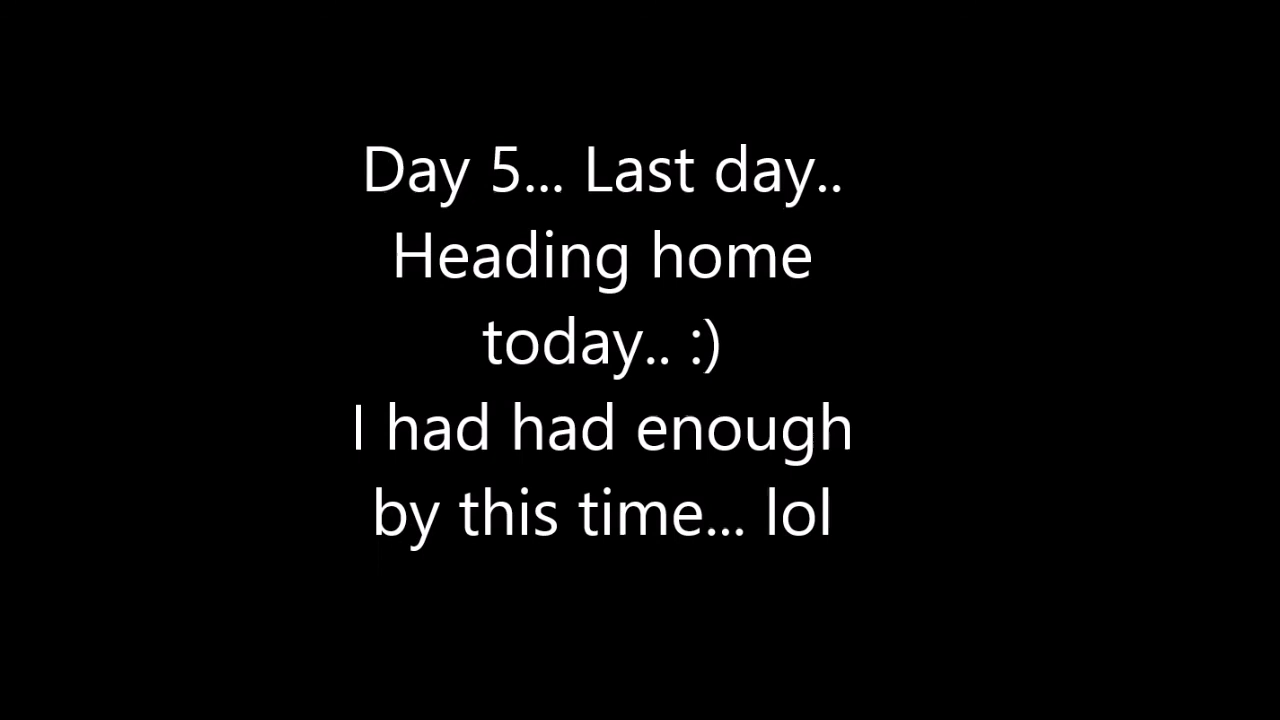 Day 5... Last day..
Heading home
today.. :)
I had had enough
by this time... lol